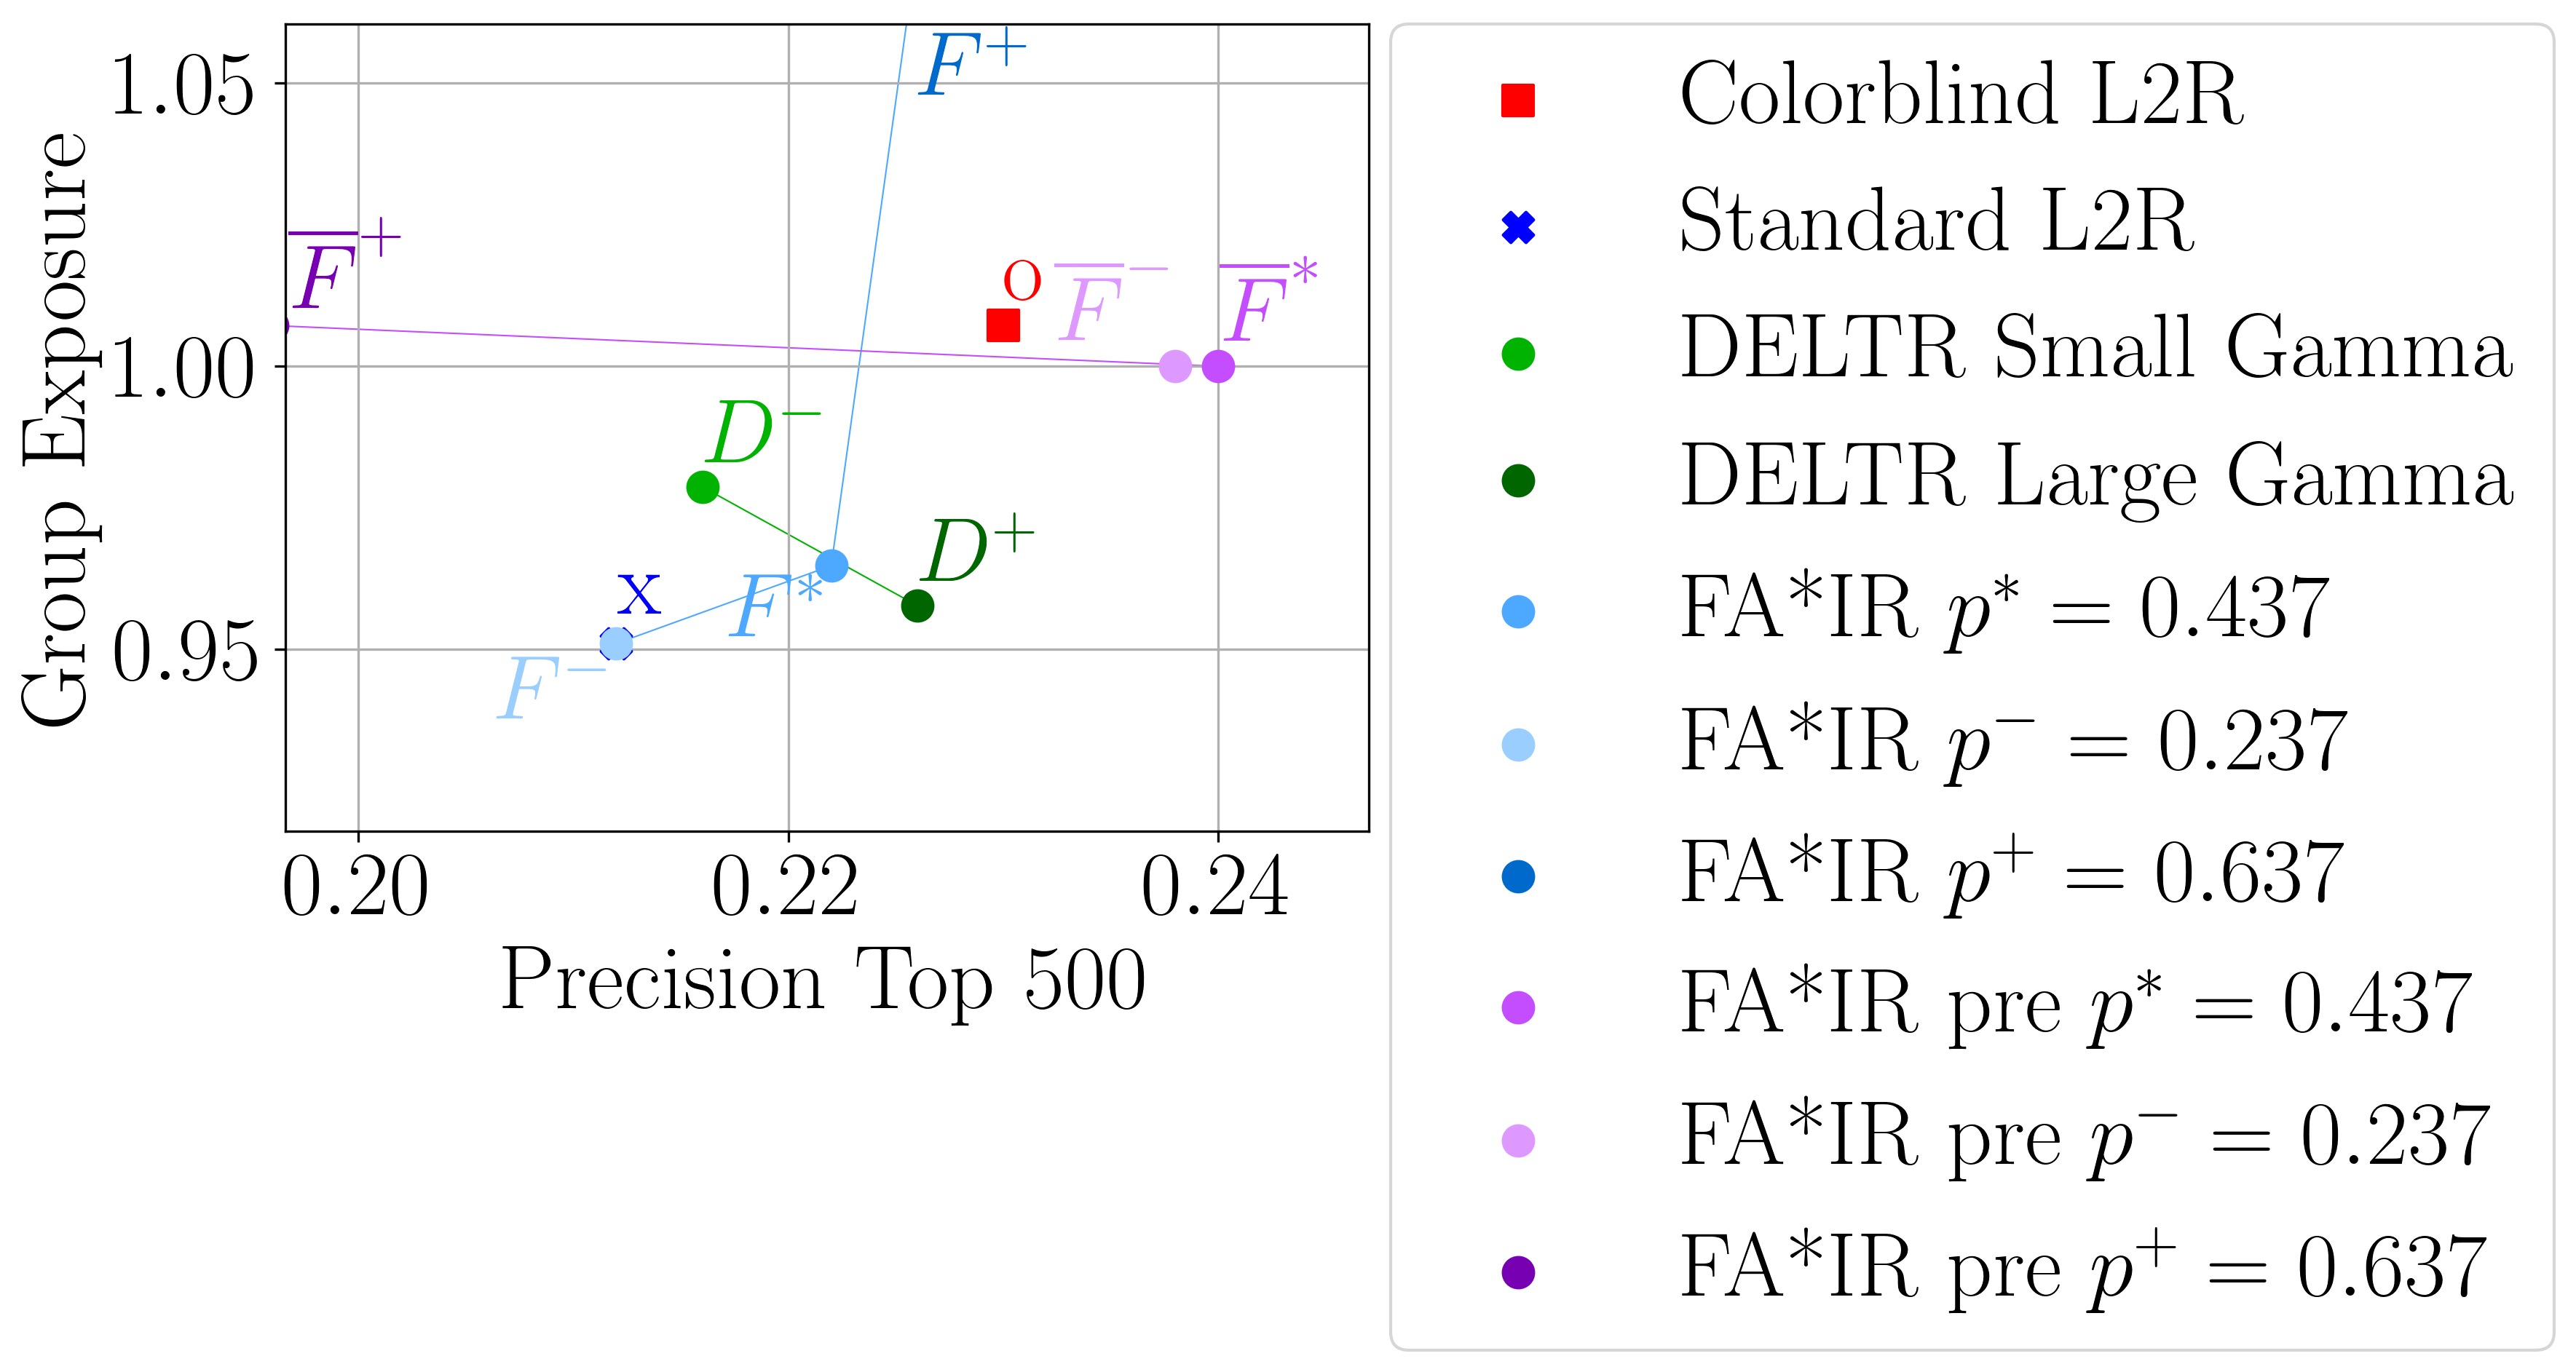 Group Exposure
1.05
1.00
0.95
0.20 0.22 0.24
Precision Top 500
F⁺
F̅⁺
O
F̅⁻
F̅*
D⁻
D⁺
X
F*
F⁻
Colorblind L2R
Standard L2R
DELTR Small Gamma
DELTR Large Gamma
FA*IR p* = 0.437
FA*IR p⁻ = 0.237
FA*IR p⁺ = 0.637
FA*IR pre p* = 0.437
FA*IR pre p⁻ = 0.237
FA*IR pre p⁺ = 0.637